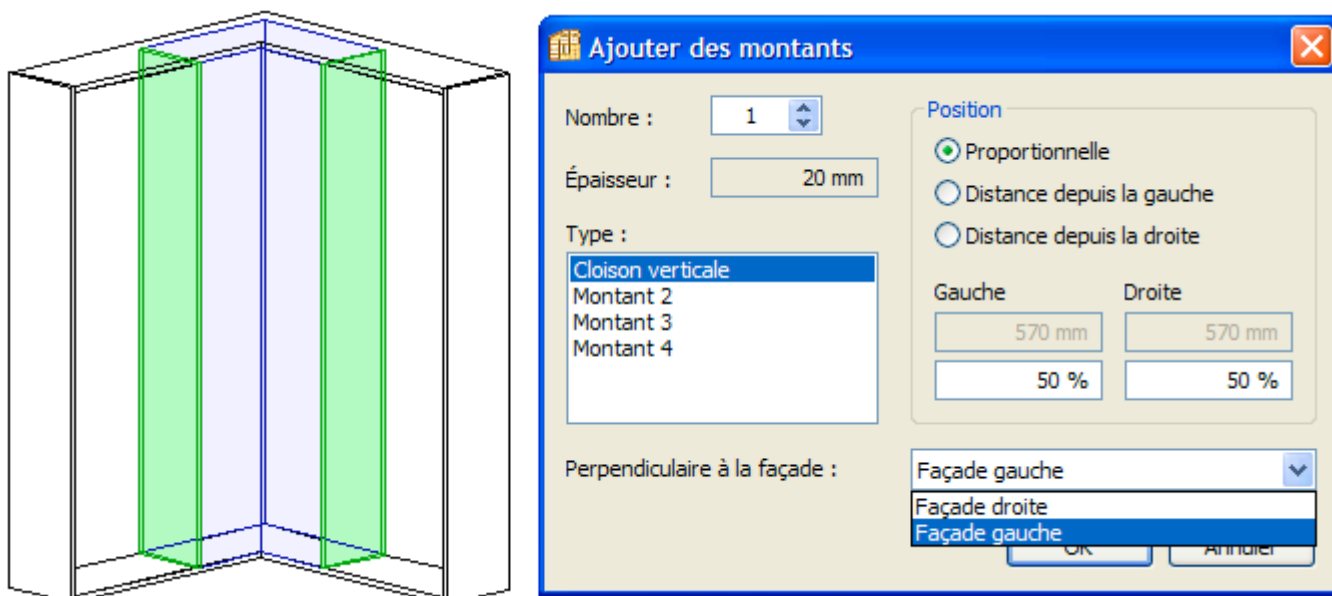 Ajouter des montants
Nombre :
1
Épaisseur :
20 mm
Type :
Cloison verticale
Montant 2
Montant 3
Montant 4
Position
Proportionnelle
Distance depuis la gauche
Distance depuis la droite
Gauche
Droite
570 mm
570 mm
50 %
50 %
Perpendiculaire à la façade :
Façade gauche
Façade droite
Façade gauche
OK
Annuler